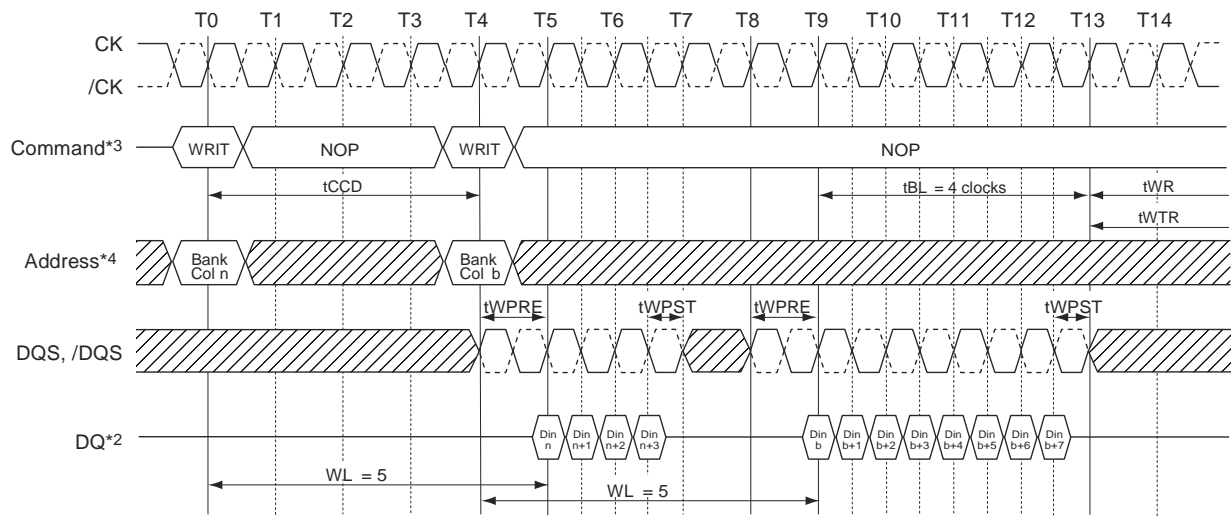 T0 T1 T2 T3 T4 T5 T6 T7 T8 T9 T10 T11 T12 T13 T14
CK
/CK
Command*3 WRIT NOP WRIT NOP
tCCD tBL = 4 clocks tWR
tWTR
Address*4 Bank Col n Bank Col b
tWPRE tWPST tWPRE tWPST
DQS, /DQS
DQ*2 Din n Din n+1 Din n+2 Din n+3 Din b Din b+1 Din b+2 Din b+3 Din b+4 Din b+5 Din b+6 Din b+7
WL = 5
WL = 5